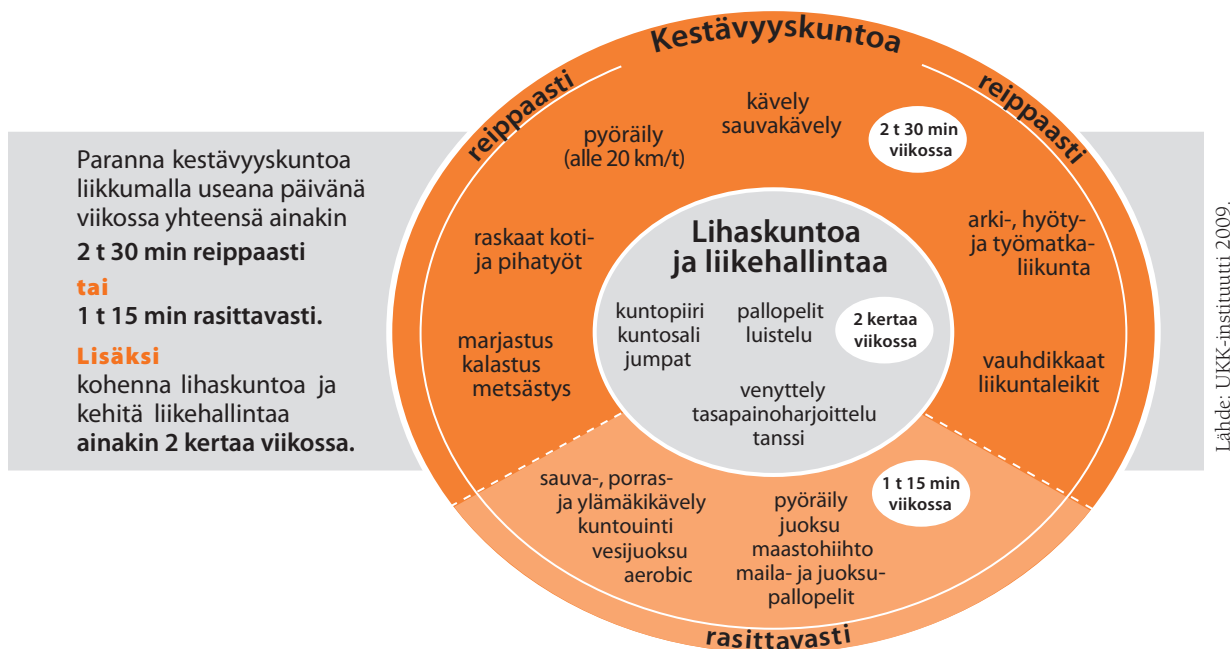 Paranna kestävyyskuntoa
liikkumalla useana päivänä
viikossa yhteensä ainakin
2 t 30 min reippaasti
tai
1 t 15 min rasittavasti.
Lisäksi
kohenna lihaskuntoa ja
kehitä liikehallintaa
ainakin 2 kertaa viikossa.
Kestävyyskuntoa
reippaasti
reippaasti
kävely
sauvakävely
2 t 30 min
viikossa
pyöräily
(alle 20 km/t)
raskaat koti-
ja pihatyöt
arki-, hyöty-
ja työmatka-
liikunta
marjastus
kalastus
metsästys
vauhdikkaat
liikuntaleikit
Lihaskuntoa
ja liikehallintaa
kuntopiiri
kuntosali
jumpat
pallopelit
luistelu
2 kertaa
viikossa
venyttely
tasapainoharjoittelu
tanssi
sauva-, porras-
ja ylämäkikävely
kuntouinti
vesijuoksu
aerobic
pyöräily
juoksu
maastohiihto
maila- ja juoksu-
pallopelit
1 t 15 min
viikossa
rasittavasti
Lähde: UKK-instituutti 2009.